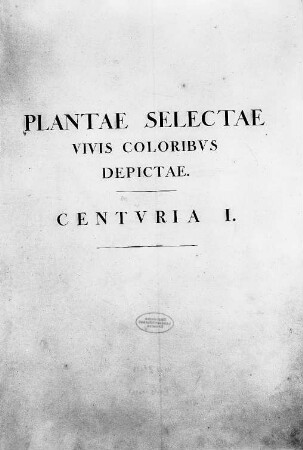 PLANTAE SELECTAE
VIVIS COLORIBVS
DEPICTAE.
CENTVRIA I.